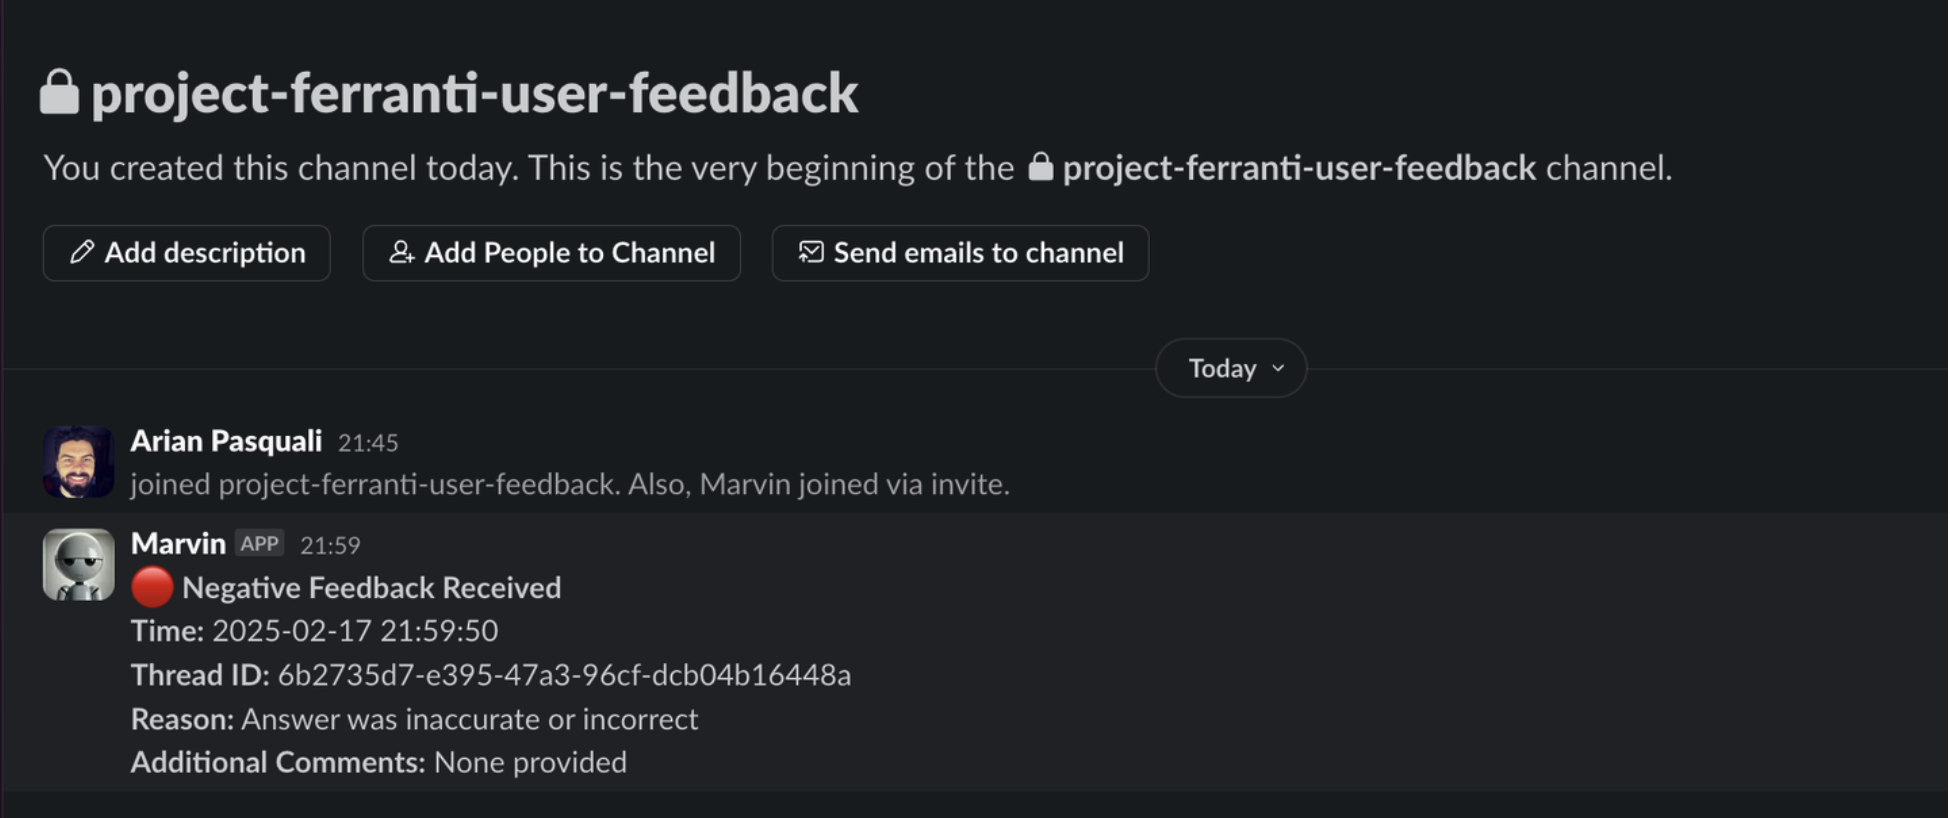 project-ferranti-user-feedback
You created this channel today. This is the very beginning of the project-ferranti-user-feedback channel.
Add description
Add People to Channel
Send emails to channel
Today
Arian Pasquali 21:45
joined project-ferranti-user-feedback. Also, Marvin joined via invite.
Marvin APP 21:59
Negative Feedback Received
Time: 2025-02-17 21:59:50
Thread ID: 6b2735d7-e395-47a3-96cf-dcb04b16448a
Reason: Answer was inaccurate or incorrect
Additional Comments: None provided